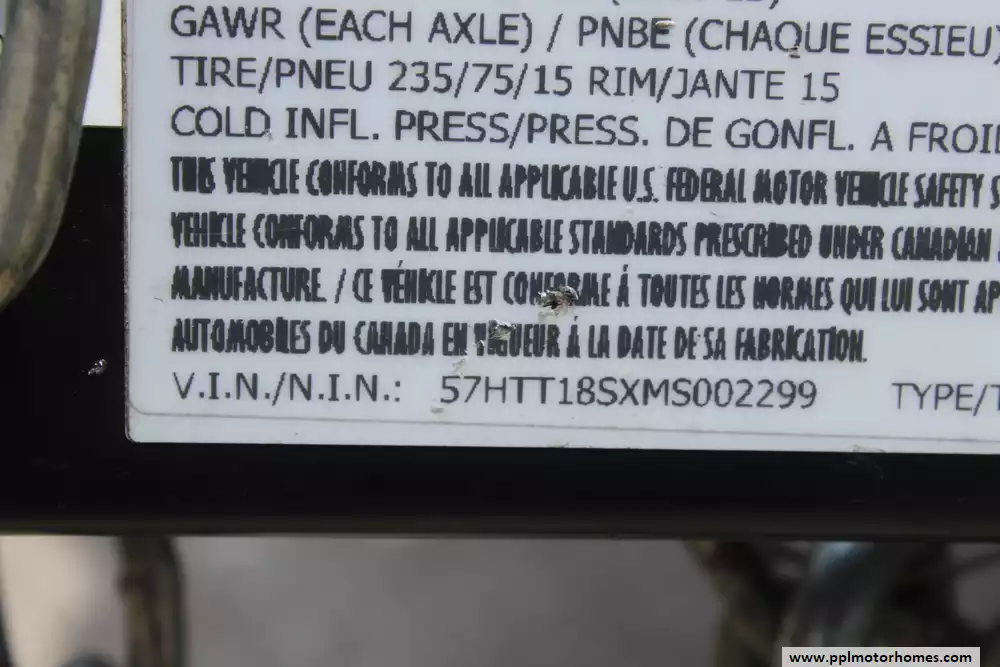 GAWR (EACH AXLE) / PNBE (CHAQUE ESSIEU)
TIRE/PNEU 235/75/15 RIM/JANTE 15
COLD INFL. PRESS/PRESS. DE GONFL. A FROID
THIS VEHICLE CONFORMS TO ALL APPLICABLE U.S. FEDERAL MOTOR VEHICLE SAFETY S
VEHICLE CONFORMS TO ALL APPLICABLE STANDARDS PRESCRIBED UNDER CANADIAN
MANUFACTURE. / CE VÉHICLE EST CONFORME À TOUTES LES NORMES QUI LUI SONT AP
AUTOMOBILES DU CANADA EN VIGUEUR À LA DATE DE SA FABRICATION.
V.I.N./N.I.N.: 57HTT18SXMS002299 TYPE/T
www.pplmotorhomes.com